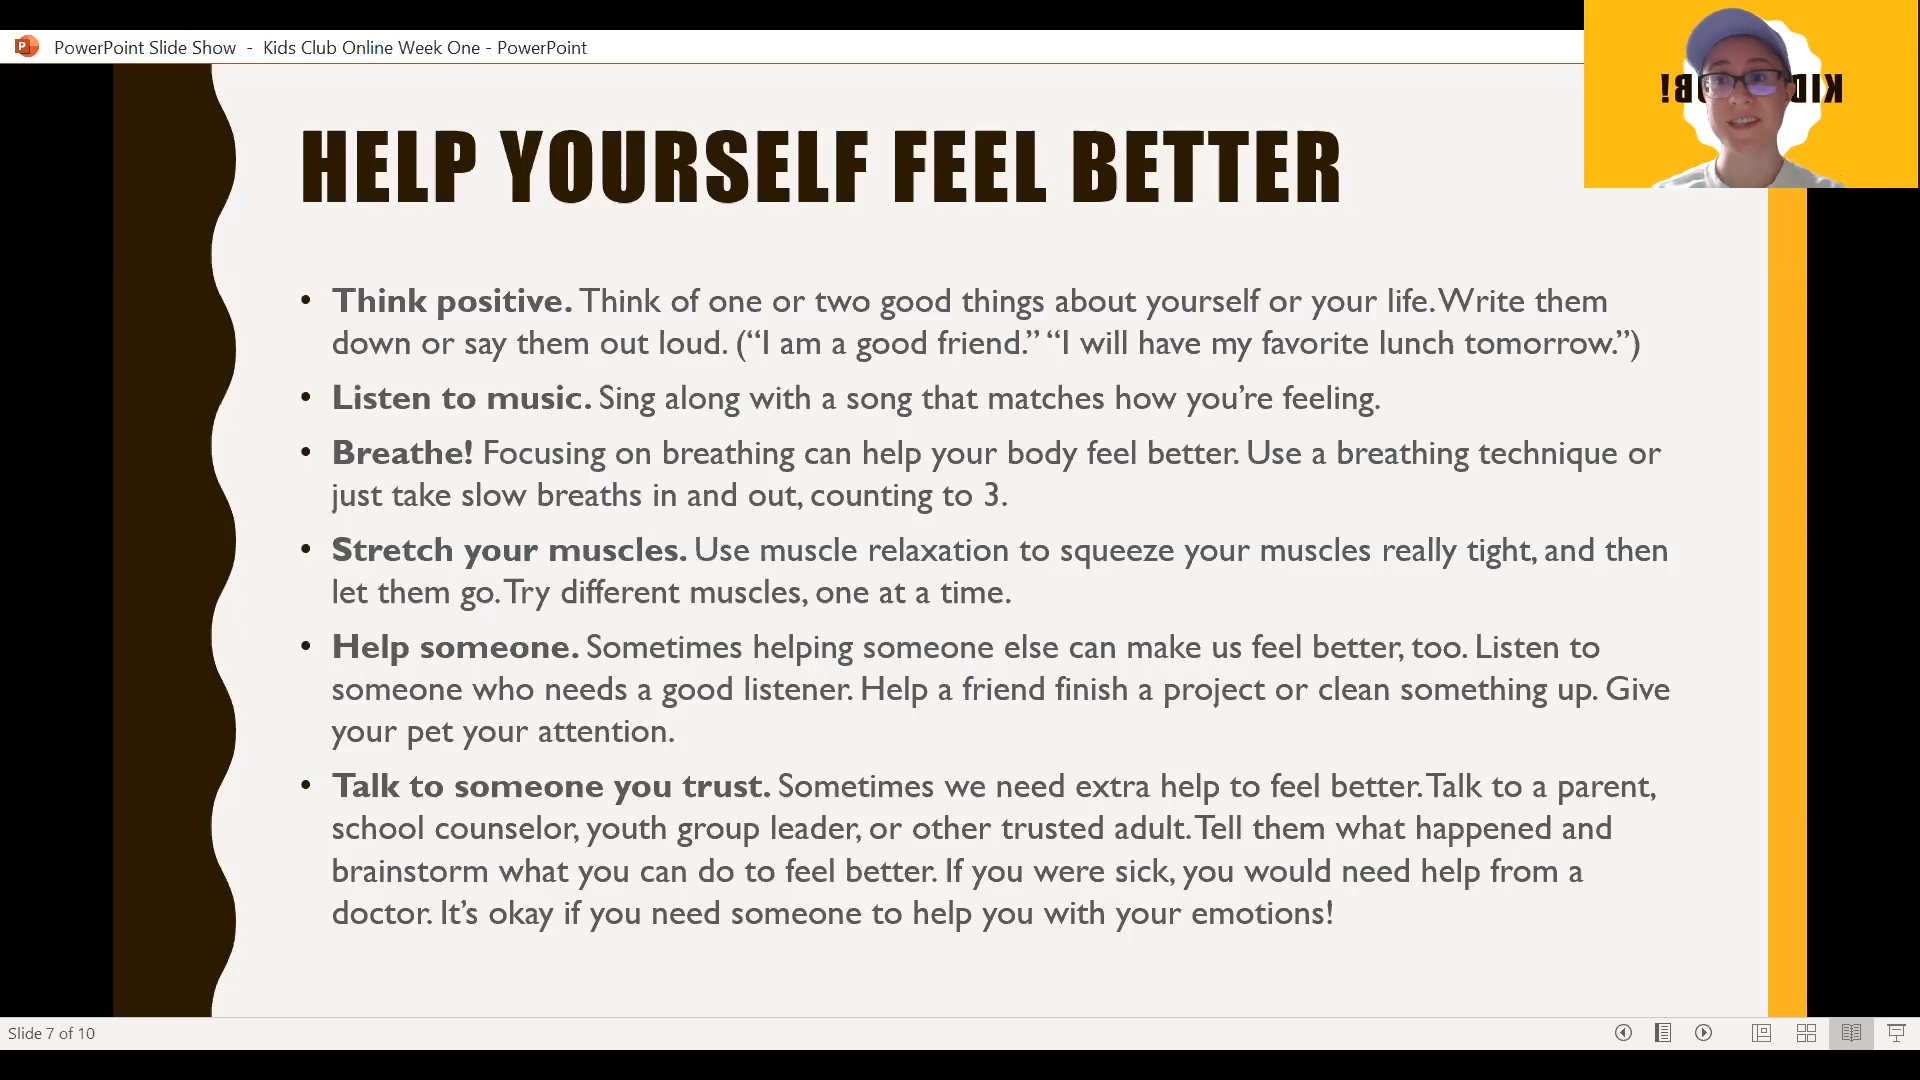 PowerPoint Slide Show - Kids Club Online Week One - PowerPoint
HELP YOURSELF FEEL BETTER
• Think positive. Think of one or two good things about yourself or your life. Write them
down or say them out loud. (“I am a good friend.” “I will have my favorite lunch tomorrow.”)
• Listen to music. Sing along with a song that matches how you’re feeling.
• Breathe! Focusing on breathing can help your body feel better. Use a breathing technique or
just take slow breaths in and out, counting to 3.
• Stretch your muscles. Use muscle relaxation to squeeze your muscles really tight, and then
let them go. Try different muscles, one at a time.
• Help someone. Sometimes helping someone else can make us feel better, too. Listen to
someone who needs a good listener. Help a friend finish a project or clean something up. Give
your pet your attention.
• Talk to someone you trust. Sometimes we need extra help to feel better. Talk to a parent,
school counselor, youth group leader, or other trusted adult. Tell them what happened and
brainstorm what you can do to feel better. If you were sick, you would need help from a
doctor. It’s okay if you need someone to help you with your emotions!
Slide 7 of 10